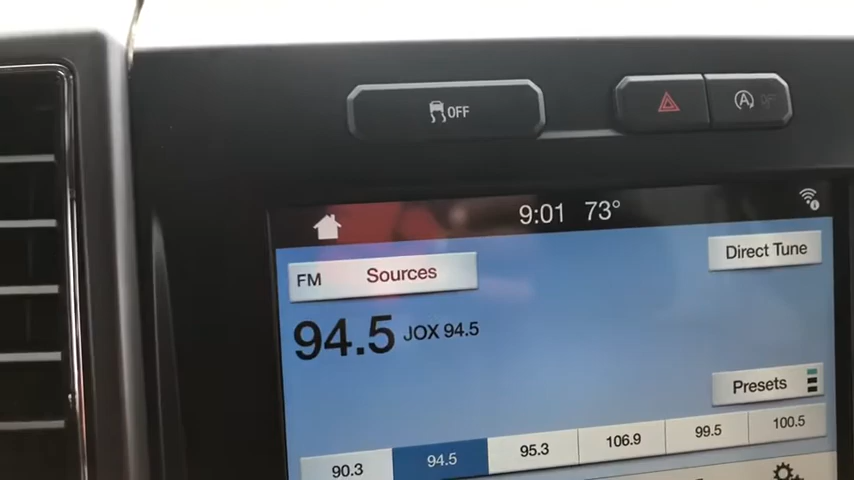 OFF
A OFF
9:01 73°
FM Sources
Direct Tune
94.5 JOX 94.5
Presets
90.3 94.5 95.3 106.9 99.5 100.5